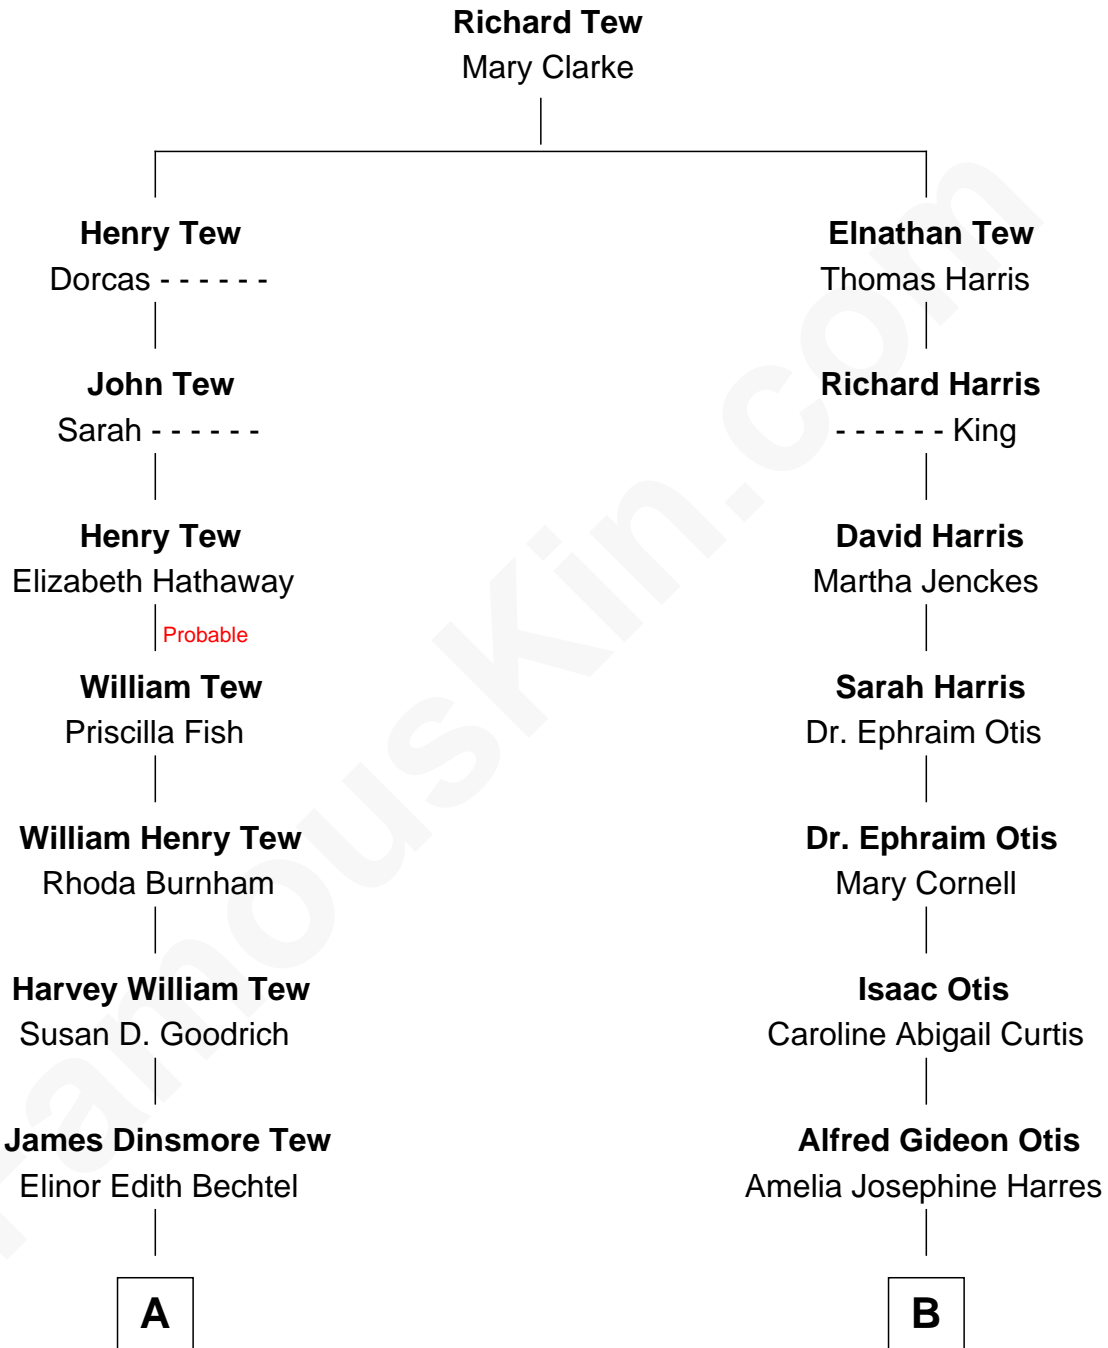 Richard Tew
Mary Clarke
Henry Tew
Dorcas - - - - - -
Elnathan Tew
Thomas Harris
John Tew
Sarah - - - - - -
Richard Harris
- - - - - - King
Henry Tew
Elizabeth Hathaway
David Harris
Martha Jenckes
Probable
William Tew
Priscilla Fish
Sarah Harris
Dr. Ephraim Otis
William Henry Tew
Rhoda Burnham
Dr. Ephraim Otis
Mary Cornell
Harvey William Tew
Susan D. Goodrich
Isaac Otis
Caroline Abigail Curtis
James Dinsmore Tew
Elinor Edith Bechtel
Alfred Gideon Otis
Amelia Josephine Harres
A
B
FamousKin.com